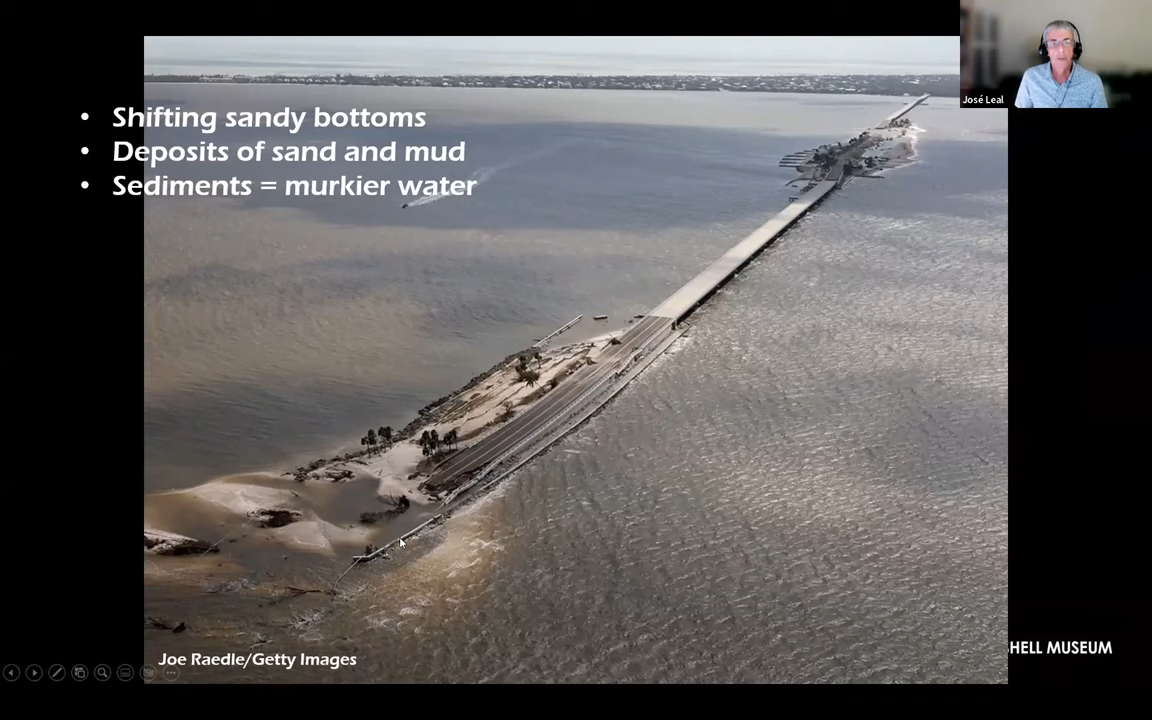 José Leal
• Shifting sandy bottoms
• Deposits of sand and mud
• Sediments = murkier water
HELL MUSEUM
Joe Raedle/Getty Images